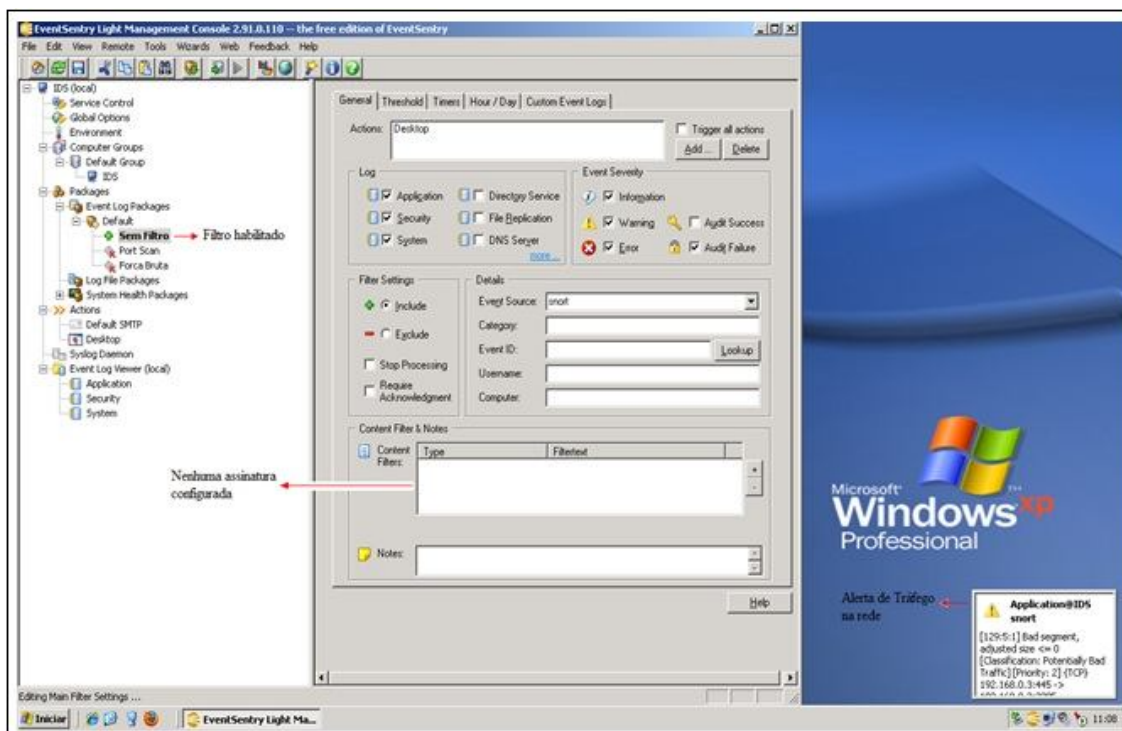 EventSentry Light Management Console 2.91.0.110 -- the free edition of EventSentry
File Edit View Remote Tools Wizards Web Feedback Help
IDS (local)
Service Control
Global Options
Environment
Computer Groups
Default Group
IDS
Packages
Event Log Packages
Default
Sem Filtro
Filtro habilitado
Port Scan
Forca Bruta
Log File Packages
System Health Packages
Actions
Default SMTP
Desktop
Syslog Daemon
Event Log Viewer (local)
Application
Security
System
Nenhuma assinatura
configurada
General Threshold Timers Hour / Day Custom Event Logs
Actions: Desktop
Trigger all actions
Add ... Delete
Log
Application Directory Service
Security File Replication
System DNS Server
more ...
Event Severity
Information
Warning Audit Success
Error Audit Failure
Filter Settings
Include
Exclude
Stop Processing
Require
Acknowledgment
Details
Event Source: snort
Category:
Event ID: Lookup
Username:
Computer:
Content Filter & Notes
Content
Filters:
Type Filtertext
+
-
Notes:
Help
Microsoft
Windows xp
Professional
Alerta de Tráfego
na rede
Application@IDS
snort
[129:5:1] Bad segment,
adjusted size <= 0
[Classification: Potentially Bad
Traffic] [Priority: 2] {TCP}
192.168.0.3:445 ->
Editing Main Filter Settings ...
Iniciar EventSentry Light Ma... 11:08